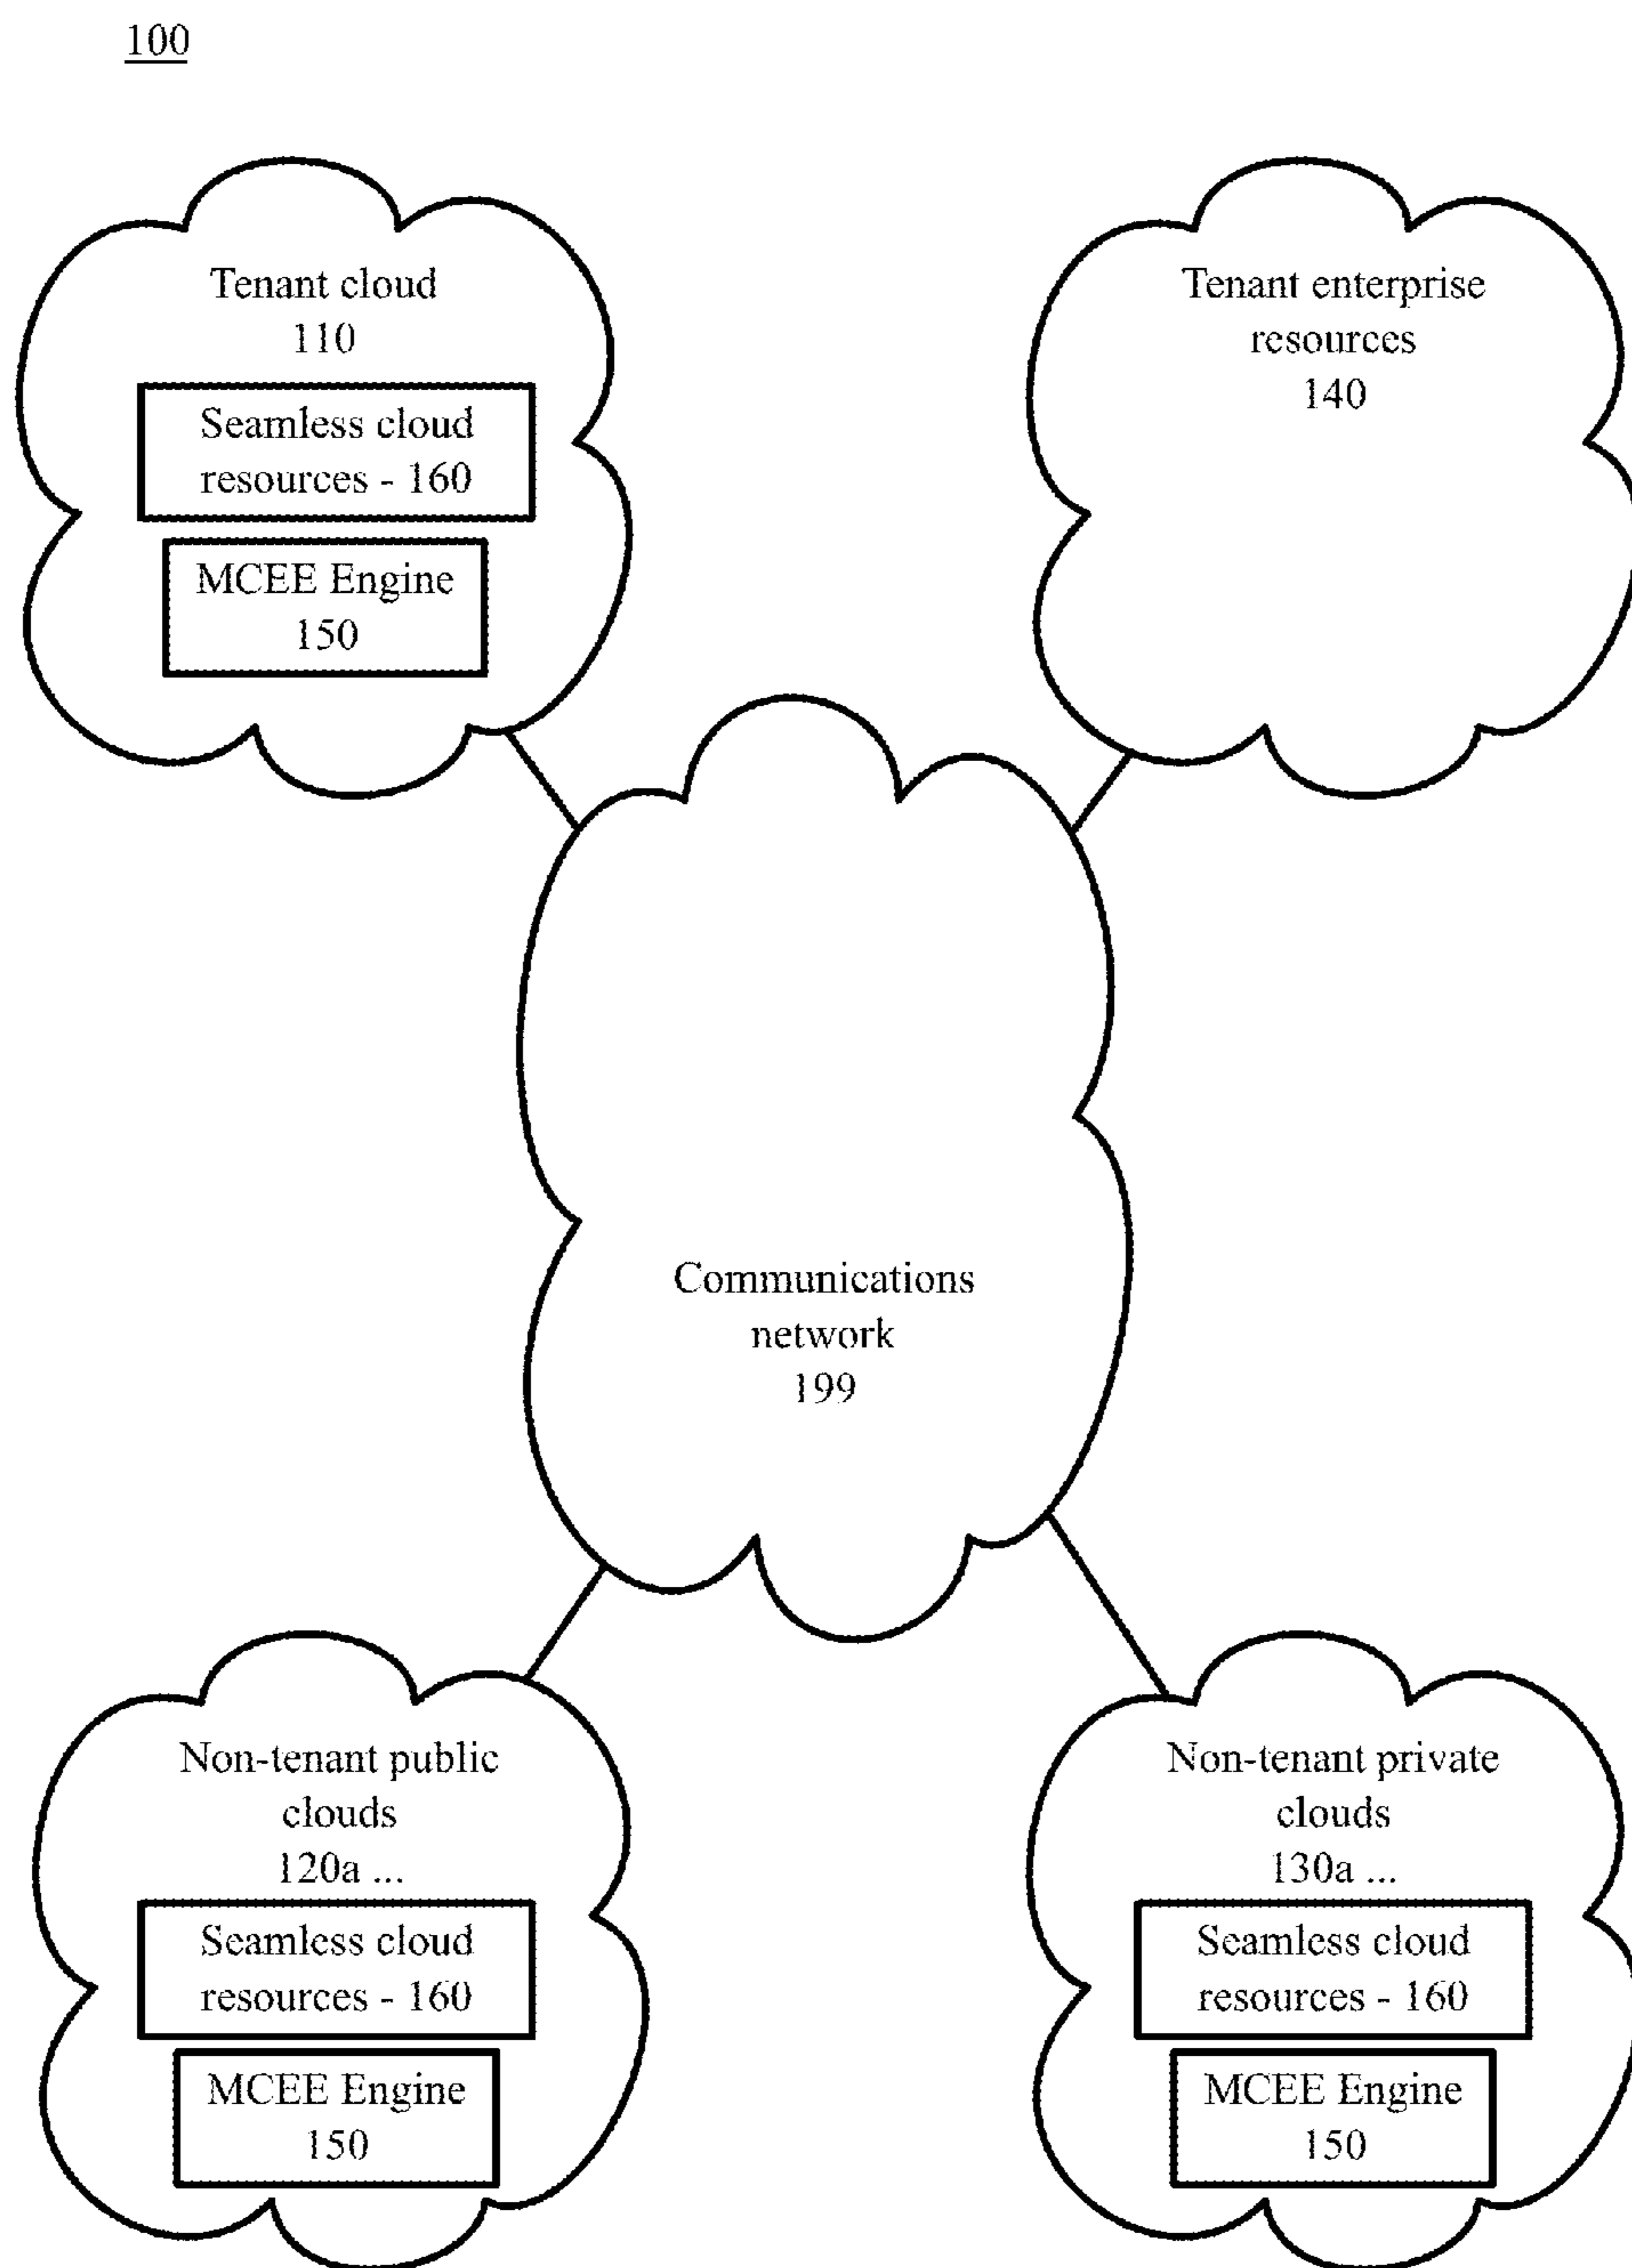 100
Tenant cloud
110
Seamless cloud
resources - 160
MCEE Engine
150
Tenant enterprise
resources
140
Communications
network
199
Non-tenant public
clouds
120a ...
Seamless cloud
resources - 160
MCEE Engine
150
Non-tenant private
clouds
130a ...
Seamless cloud
resources - 160
MCEE Engine
150